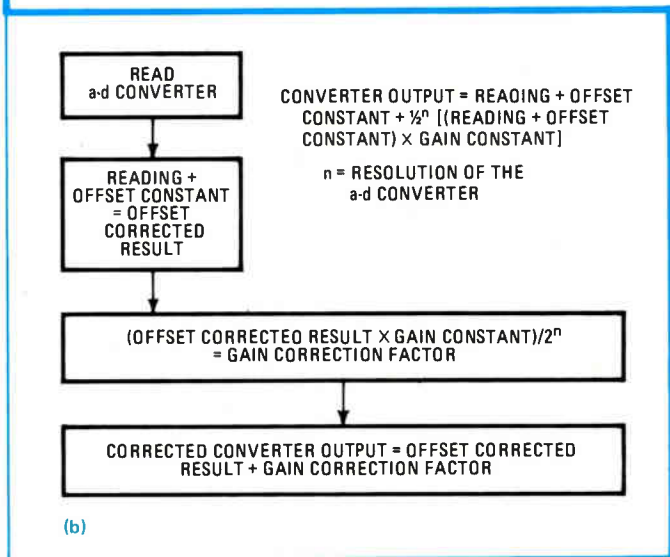 READ
a-d CONVERTER
CONVERTER OUTPUT = READING + OFFSET
CONSTANT + ½ⁿ [(READING + OFFSET
CONSTANT) × GAIN CONSTANT]
n = RESOLUTION OF THE
a-d CONVERTER
READING +
OFFSET CONSTANT
= OFFSET
CORRECTED
RESULT
(OFFSET CORRECTED RESULT × GAIN CONSTANT)/2ⁿ
= GAIN CORRECTION FACTOR
CORRECTED CONVERTER OUTPUT = OFFSET CORRECTED
RESULT + GAIN CORRECTION FACTOR
(b)